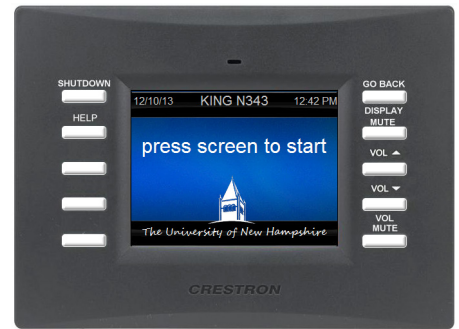 SHUTDOWN
HELP
12/10/13 KING N343 12:42 PM
press screen to start
The University of New Hampshire
GO BACK
DISPLAY
MUTE
VOL
VOL
VOL
MUTE
CRESTRON